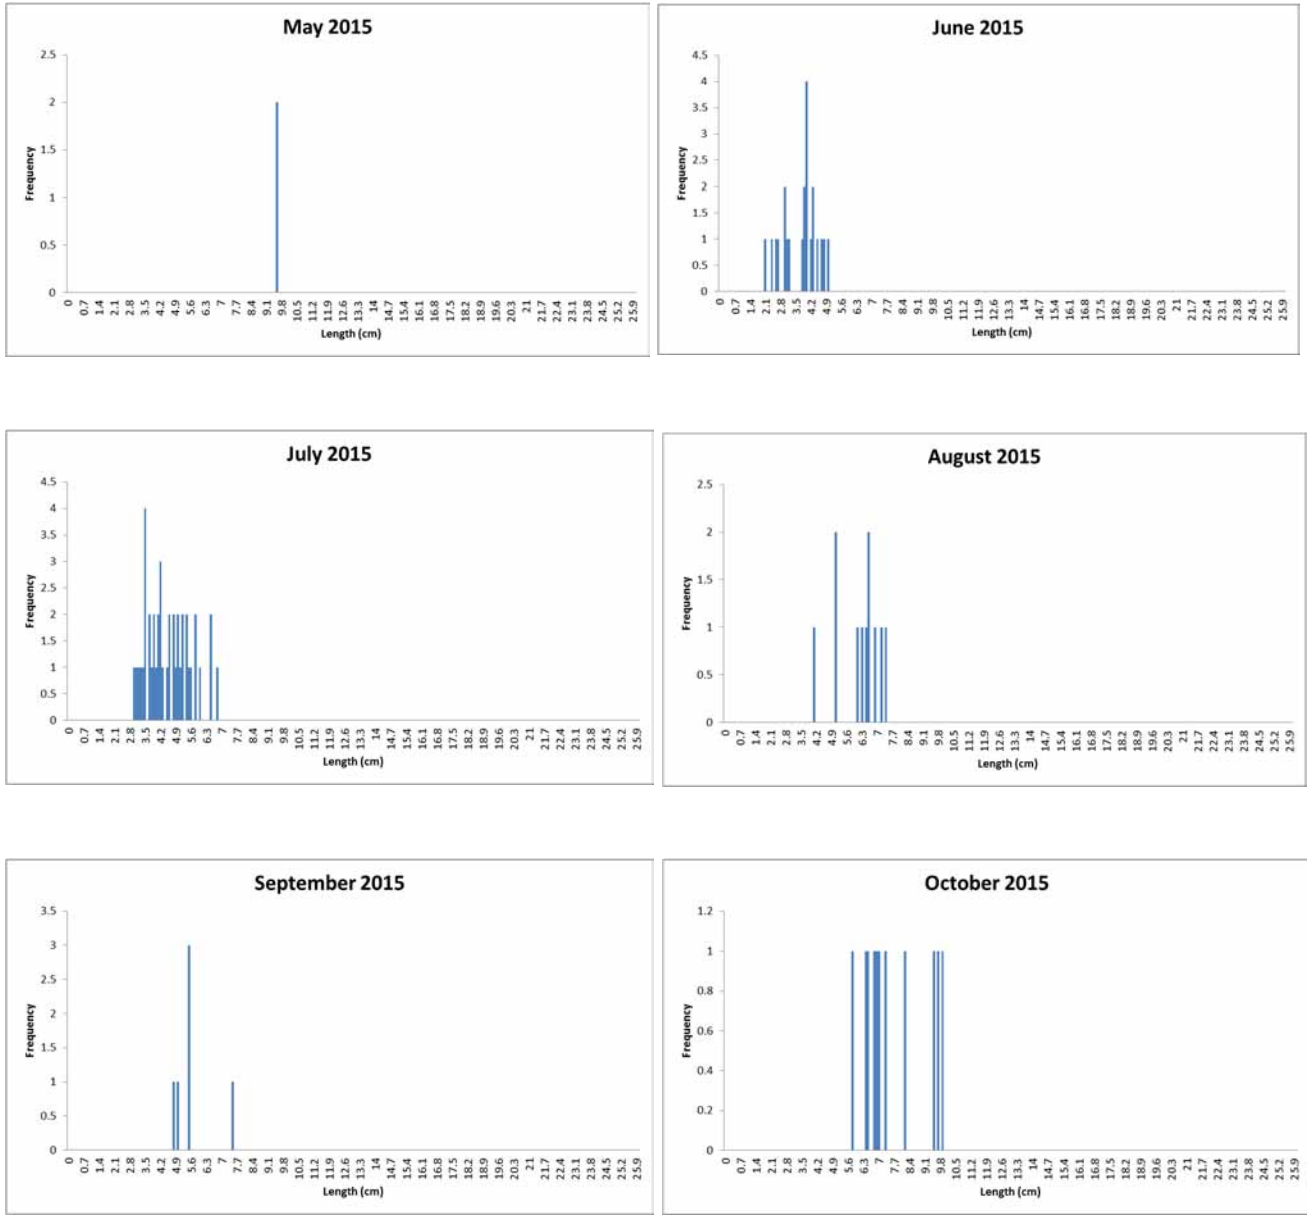 May 2015
2.5
2
1.5
1
0.5
0
Frequency
0 0.7 1.4 2.1 2.8 3.5 4.2 4.9 5.6 6.3 7 7.7 8.4 9.1 9.8 10.5 11.2 11.9 12.6 13.3 14 14.7 15.4 16.1 16.8 17.5 18.2 18.9 19.6 20.3 21 21.7 22.4 23.1 23.8 24.5 25.2 25.9
Length (cm)
June 2015
4.5
4
3.5
3
2.5
2
1.5
1
0.5
0
Frequency
0 0.7 1.4 2.1 2.8 3.5 4.2 4.9 5.6 6.3 7 7.7 8.4 9.1 9.8 10.5 11.2 11.9 12.6 13.3 14 14.7 15.4 16.1 16.8 17.5 18.2 18.9 19.6 20.3 21 21.7 22.4 23.1 23.8 24.5 25.2 25.9
Length (cm)
July 2015
4.5
4
3.5
3
2.5
2
1.5
1
0.5
0
Frequency
0 0.7 1.4 2.1 2.8 3.5 4.2 4.9 5.6 6.3 7 7.7 8.4 9.1 9.8 10.5 11.2 11.9 12.6 13.3 14 14.7 15.4 16.1 16.8 17.5 18.2 18.9 19.6 20.3 21 21.7 22.4 23.1 23.8 24.5 25.2 25.9
Length (cm)
August 2015
2.5
2
1.5
1
0.5
0
Frequency
0 0.7 1.4 2.1 2.8 3.5 4.2 4.9 5.6 6.3 7 7.7 8.4 9.1 9.8 10.5 11.2 11.9 12.6 13.3 14 14.7 15.4 16.1 16.8 17.5 18.2 18.9 19.6 20.3 21 21.7 22.4 23.1 23.8 24.5 25.2 25.9
Length (cm)
September 2015
3.5
3
2.5
2
1.5
1
0.5
0
Frequency
0 0.7 1.4 2.1 2.8 3.5 4.2 4.9 5.6 6.3 7 7.7 8.4 9.1 9.8 10.5 11.2 11.9 12.6 13.3 14 14.7 15.4 16.1 16.8 17.5 18.2 18.9 19.6 20.3 21 21.7 22.4 23.1 23.8 24.5 25.2 25.9
Length (cm)
October 2015
1.2
1
0.8
0.6
0.4
0.2
0
Frequency
0 0.7 1.4 2.1 2.8 3.5 4.2 4.9 5.6 6.3 7 7.7 8.4 9.1 9.8 10.5 11.2 11.9 12.6 13.3 14 14.7 15.4 16.1 16.8 17.5 18.2 18.9 19.6 20.3 21 21.7 22.4 23.1 23.8 24.5 25.2 25.9
Length (cm)